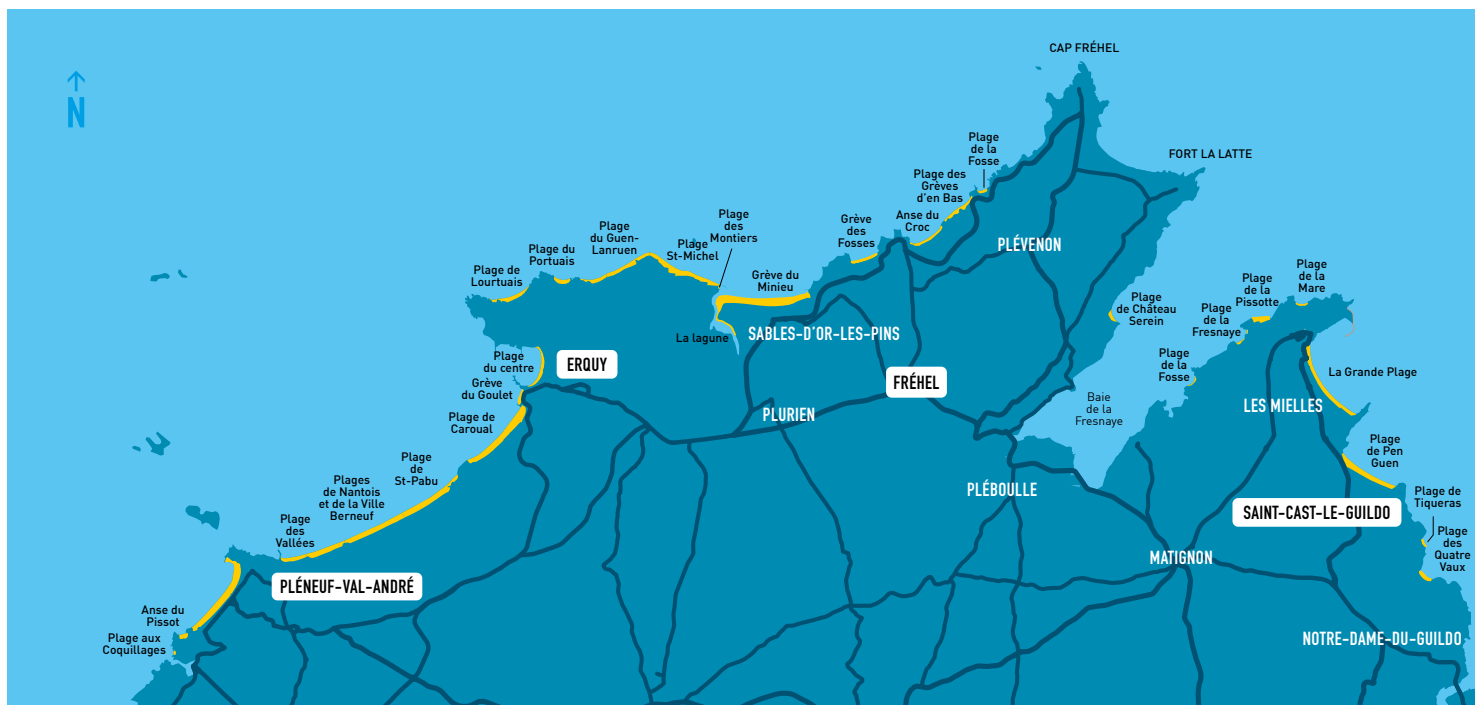 CAP FRÉHEL
N
Plage
de la
Fosse
FORT LA LATTE
Plage des
Grèves
d'en Bas
Anse du
Croc
Grève
des
Fosses
Plage
des
Montiers
Plage
St-Michel
Plage
du Guen-
Lanruen
Plage du
Portuais
Plage de
Lourtuais
Grève du
Minieu
PLÉVENON
Plage
de Château
Serein
Plage
de la
Mare
Plage
de la
Pissotte
Plage
de la
Fresnaye
Plage
de la
Fosse
La lagune
SABLES-D'OR-LES-PINS
Plage
du centre
ERQUY
Grève
du Goulet
FRÉHEL
La Grande Plage
Baie
de la
Fresnaye
LES MIELLES
Plage de
Caroual
PLURIEN
Plage
de Pen
Guen
Plage
de
St-Pabu
Plages
de Nantois
et de la Ville
Berneuf
PLÉBOULLE
SAINT-CAST-LE-GUILDO
Plage de
Tiqueras
Plage
des
Vallées
Plage
des
Quatre
Vaux
MATIGNON
PLÉNEUF-VAL-ANDRÉ
Anse du
Pissot
Plage aux
Coquillages
NOTRE-DAME-DU-GUILDO